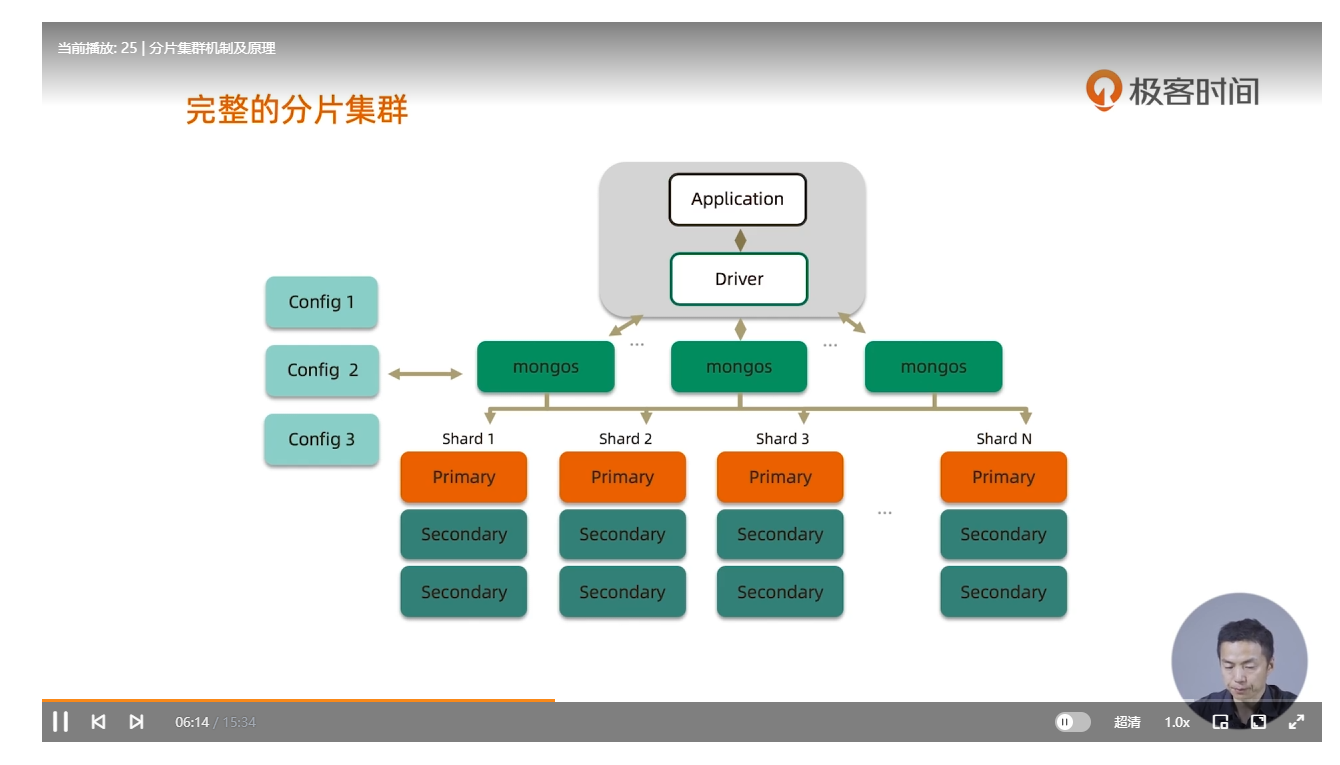 当前播放: 25 | 分片集群机制及原理
极客时间
完整的分片集群
Application
Driver
Config 1
Config 2
Config 3
...
...
mongos
mongos
mongos
Shard 1
Shard 2
Shard 3
Shard N
Primary
Primary
Primary
Primary
...
Secondary
Secondary
Secondary
Secondary
Secondary
Secondary
Secondary
Secondary
06:14 / 15:34
超清
1.0x